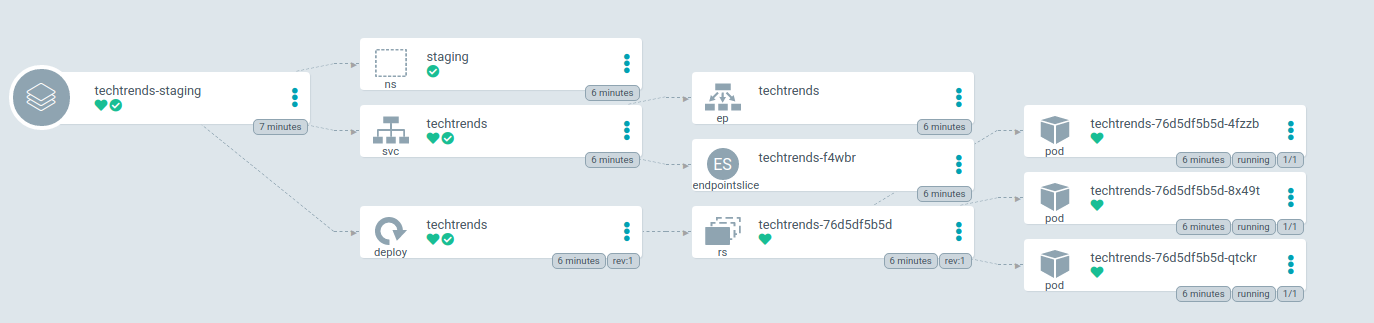 techtrends-staging
7 minutes
staging
ns
6 minutes
techtrends
svc
6 minutes
techtrends
deploy
6 minutes rev:1
techtrends
ep
6 minutes
ES
techtrends-f4wbr
endpointslice
6 minutes
techtrends-76d5df5b5d
rs
6 minutes rev:1
techtrends-76d5df5b5d-4fzzb
pod
6 minutes running 1/1
techtrends-76d5df5b5d-8x49t
pod
6 minutes running 1/1
techtrends-76d5df5b5d-qtckr
pod
6 minutes running 1/1